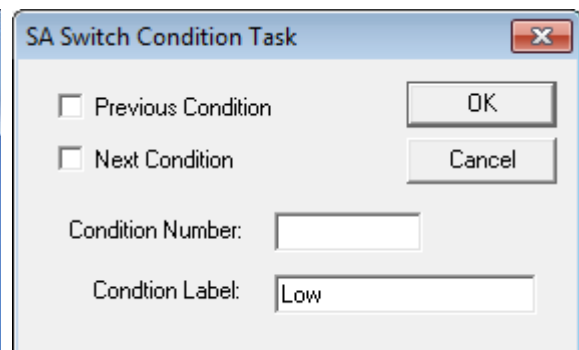 SA Switch Condition Task
Previous Condition
OK
Next Condition
Cancel
Condition Number:
Condtion Label:
Low